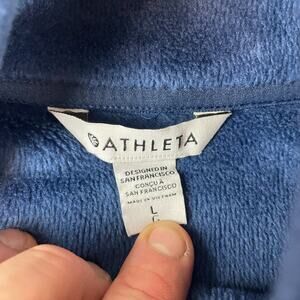 ATHLETA
DESIGNED IN
SAN FRANCISCO
CONÇU À
SAN FRANCISCO
MADE IN VIETNAM
L
G